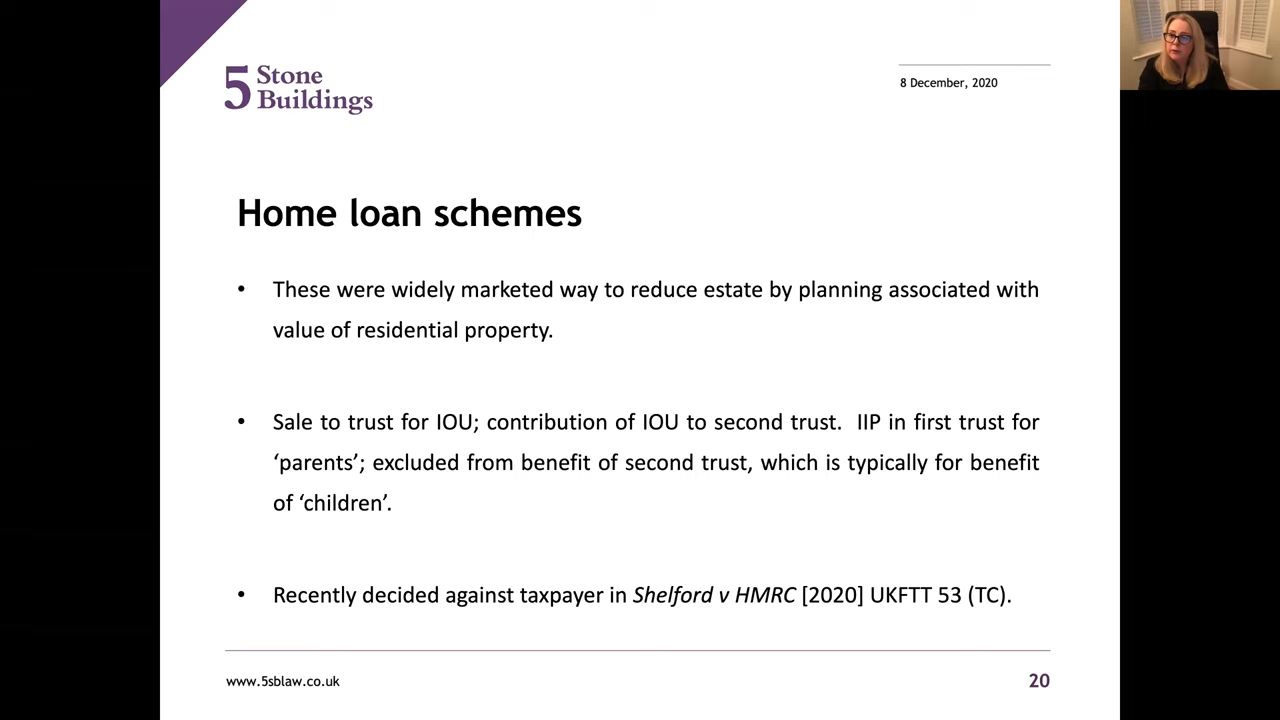 5 Stone
Buildings
8 December, 2020
Home loan schemes
• These were widely marketed way to reduce estate by planning associated with
value of residential property.
• Sale to trust for IOU; contribution of IOU to second trust. IIP in first trust for
‘parents’; excluded from benefit of second trust, which is typically for benefit
of ‘children’.
• Recently decided against taxpayer in Shelford v HMRC [2020] UKFTT 53 (TC).
www.5sblaw.co.uk
20